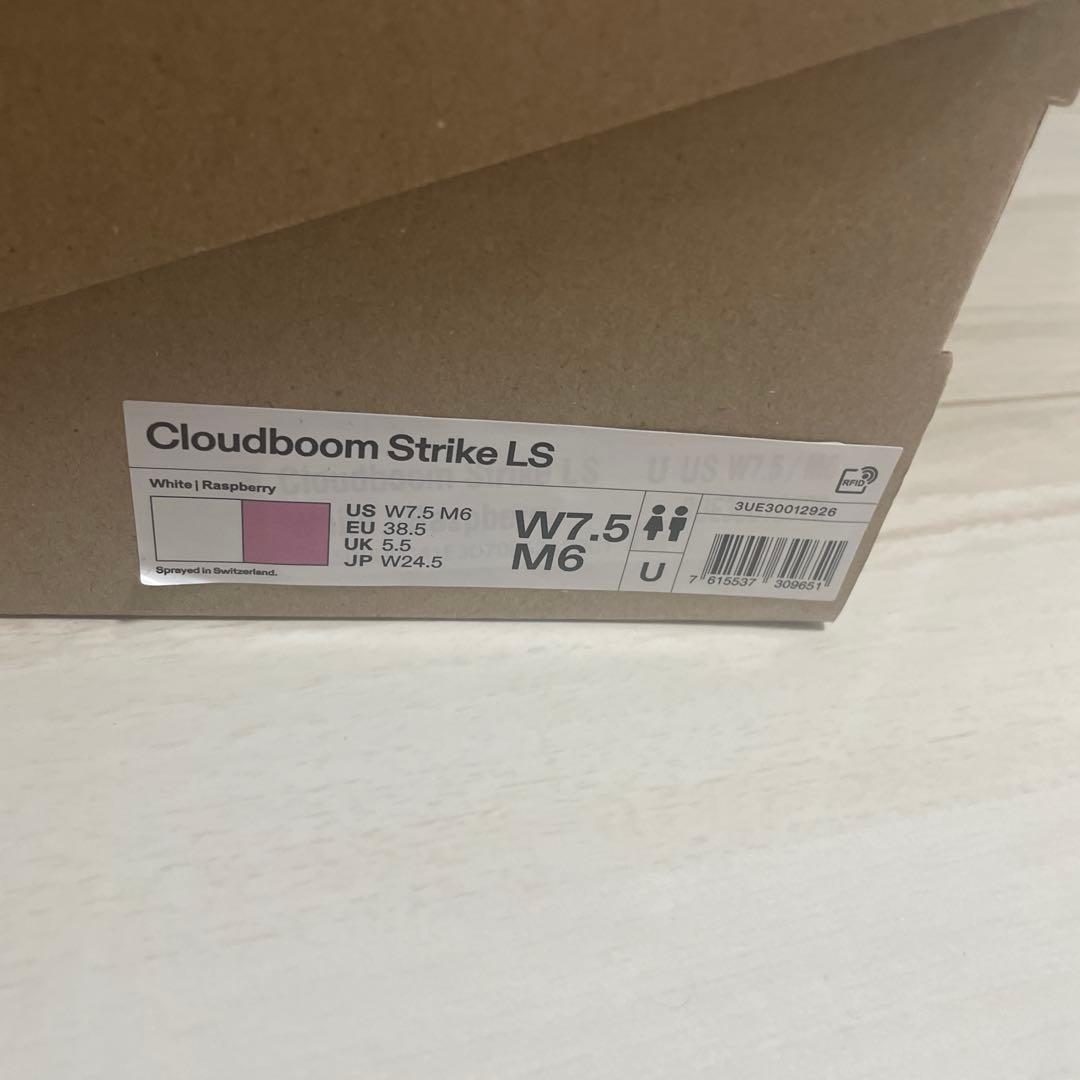 Cloudboom Strike LS
White | Raspberry
US W7.5 M6
EU 38.5
UK 5.5
JP W24.5
Sprayed in Switzerland.
W7.5
M6
U
RFID
3UE30012926
7 615537 309651